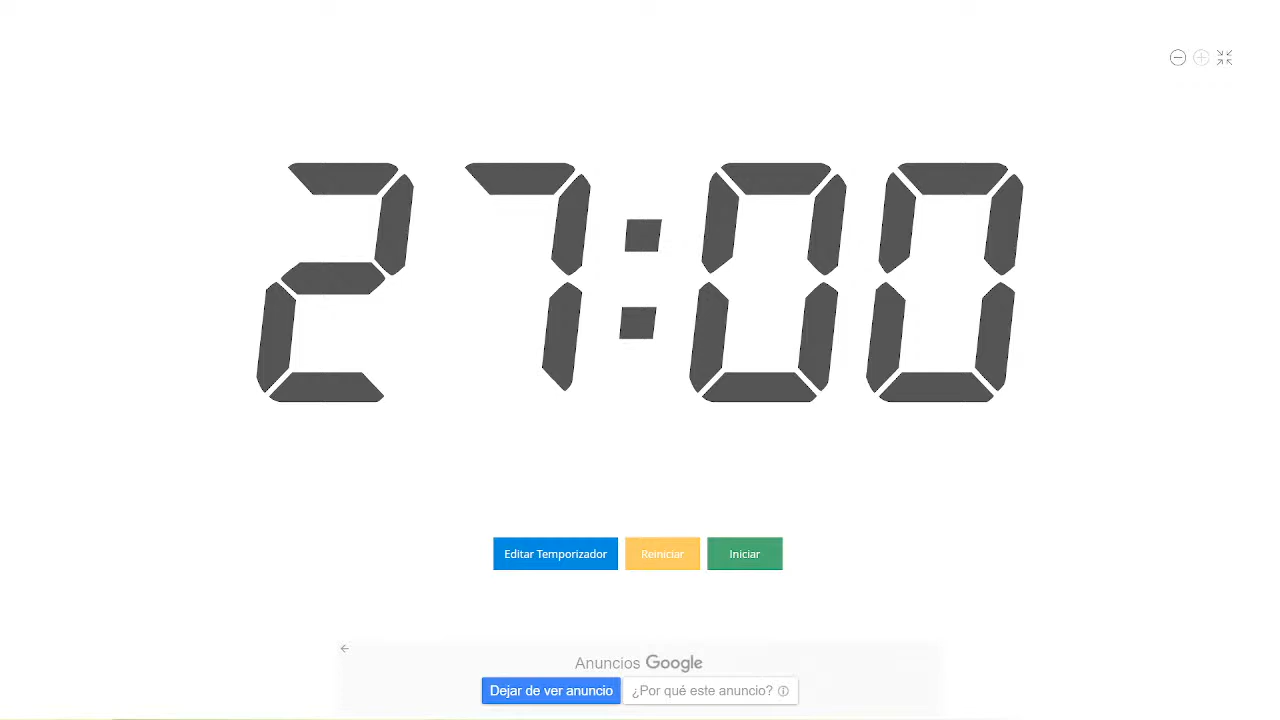 27:00
Editar Temporizador Reiniciar Iniciar
Anuncios Google
Dejar de ver anuncio ¿Por qué este anuncio?